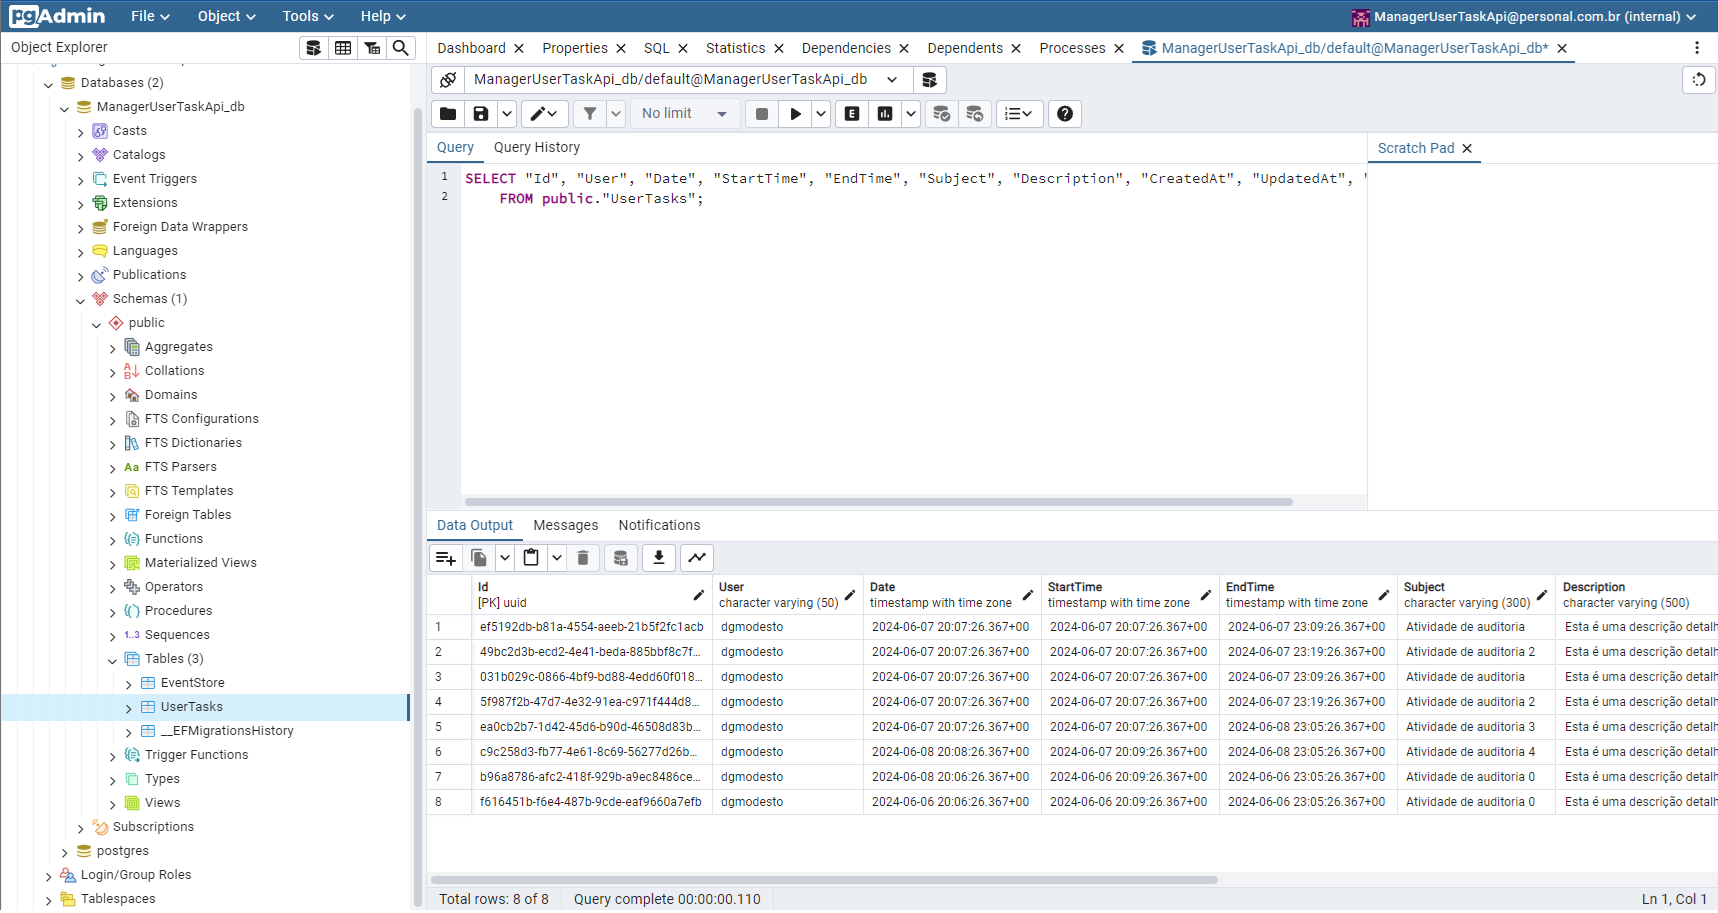 pgAdmin File Object Tools Help ManagerUserTaskApi@personal.com.br (internal)
Object Explorer
Databases (2)
ManagerUserTaskApi_db
Casts
Catalogs
Event Triggers
Extensions
Foreign Data Wrappers
Languages
Publications
Schemas (1)
public
Aggregates
Collations
Domains
FTS Configurations
FTS Dictionaries
Aa FTS Parsers
FTS Templates
Foreign Tables
Functions
Materialized Views
Operators
Procedures
1..3 Sequences
Tables (3)
EventStore
UserTasks
__EFMigrationsHistory
Trigger Functions
Types
Views
Subscriptions
postgres
Login/Group Roles
Tablespaces
Dashboard Properties SQL Statistics Dependencies Dependents Processes ManagerUserTaskApi_db/default@ManagerUserTaskApi_db*
ManagerUserTaskApi_db/default@ManagerUserTaskApi_db
No limit E
Query Query History Scratch Pad
1 SELECT "Id", "User", "Date", "StartTime", "EndTime", "Subject", "Description", "CreatedAt", "UpdatedAt", "
2 FROM public."UserTasks";
Data Output Messages Notifications
Id User Date StartTime EndTime Subject Description
[PK] uuid character varying (50) timestamp with time zone timestamp with time zone timestamp with time zone character varying (300) character varying (500)
1 ef5192db-b81a-4554-aeeb-21b5f2fc1acb dgmodesto 2024-06-07 20:07:26.367+00 2024-06-07 20:07:26.367+00 2024-06-07 23:09:26.367+00 Atividade de auditoria Esta é uma descrição detalh
2 49bc2d3b-ecd2-4e41-beda-885bbf8c7f... dgmodesto 2024-06-07 20:07:26.367+00 2024-06-07 20:07:26.367+00 2024-06-07 23:19:26.367+00 Atividade de auditoria 2 Esta é uma descrição detalh
3 031b029c-0866-4bf9-bd88-4edd60f018... dgmodesto 2024-06-07 20:07:26.367+00 2024-06-07 20:07:26.367+00 2024-06-07 23:09:26.367+00 Atividade de auditoria Esta é uma descrição detalh
4 5f987f2b-47d7-4e32-91ea-c971f444d8... dgmodesto 2024-06-07 20:07:26.367+00 2024-06-07 20:07:26.367+00 2024-06-07 23:19:26.367+00 Atividade de auditoria 2 Esta é uma descrição detalh
5 ea0cb2b7-1d42-45d6-b90d-46508d83b... dgmodesto 2024-06-07 20:07:26.367+00 2024-06-07 20:07:26.367+00 2024-06-08 23:05:26.367+00 Atividade de auditoria 3 Esta é uma descrição detalh
6 c9c258d3-fb77-4e61-8c69-56277d26b... dgmodesto 2024-06-08 20:08:26.367+00 2024-06-07 20:09:26.367+00 2024-06-08 23:05:26.367+00 Atividade de auditoria 4 Esta é uma descrição detalh
7 b96a8786-afc2-418f-929b-a9ec8486ce... dgmodesto 2024-06-08 20:06:26.367+00 2024-06-06 20:09:26.367+00 2024-06-06 23:05:26.367+00 Atividade de auditoria 0 Esta é uma descrição detalh
8 f616451b-f6e4-487b-9cde-eaf9660a7efb dgmodesto 2024-06-06 20:06:26.367+00 2024-06-06 20:09:26.367+00 2024-06-06 23:05:26.367+00 Atividade de auditoria 0 Esta é uma descrição detalh
Total rows: 8 of 8 Query complete 00:00:00.110 Ln 1, Col 1